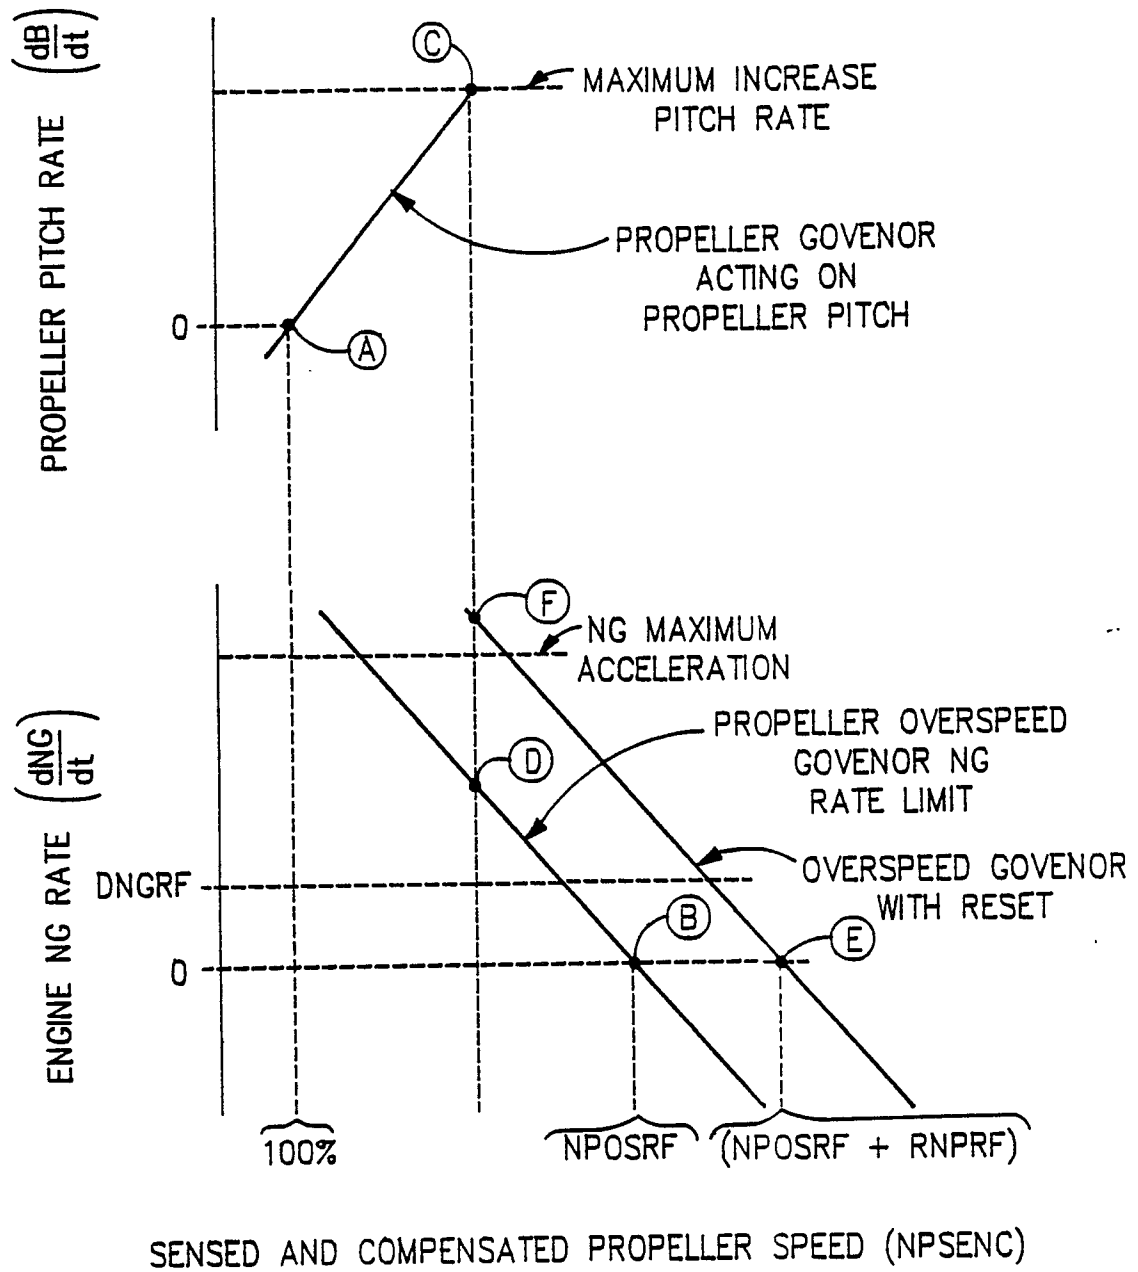 PROPELLER PITCH RATE (dB/dt)
C
MAXIMUM INCREASE
PITCH RATE
PROPELLER GOVENOR
ACTING ON
PROPELLER PITCH
0
A
ENGINE NG RATE (dNG/dt)
F
NG MAXIMUM
ACCELERATION
D
PROPELLER OVERSPEED
GOVENOR NG
RATE LIMIT
DNGRF
OVERSPEED GOVENOR
WITH RESET
B
E
0
100%
NPOSRF
(NPOSRF + RNPRF)
SENSED AND COMPENSATED PROPELLER SPEED (NPSENC)